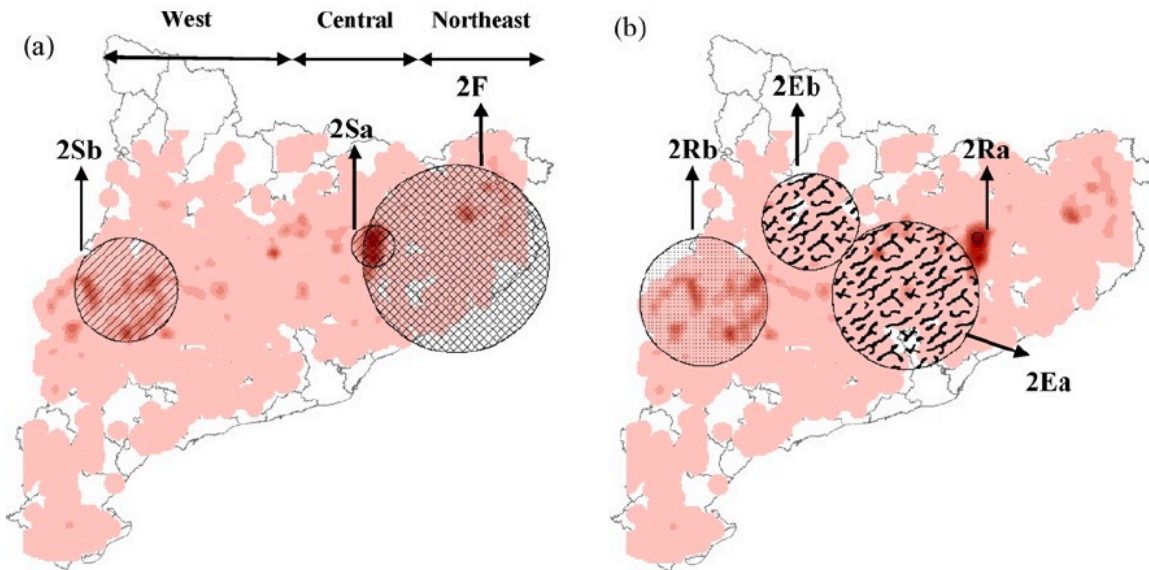 (a)
West Central Northeast
2F
2Sa
2Sb
(b)
2Eb
2Rb
2Ra
2Ea